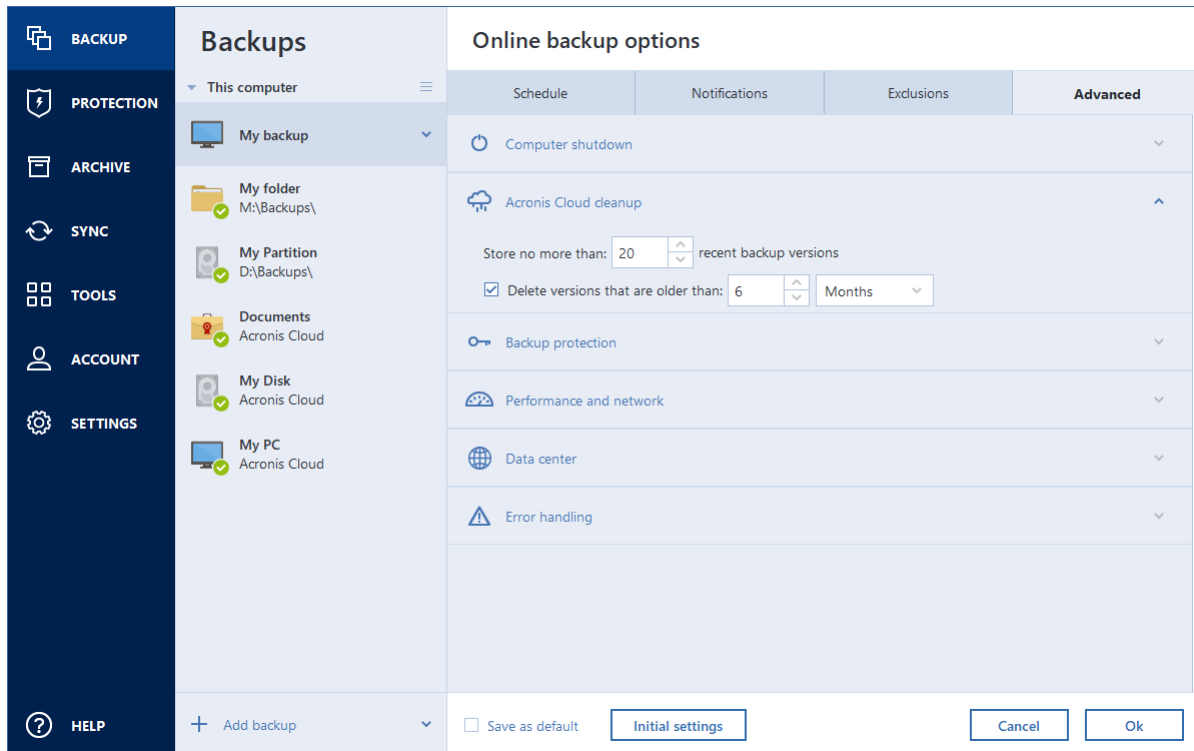 BACKUP
PROTECTION
ARCHIVE
SYNC
TOOLS
ACCOUNT
SETTINGS
HELP
Backups
This computer
My backup
My folder
M:\Backups\
My Partition
D:\Backups\
Documents
Acronis Cloud
My Disk
Acronis Cloud
My PC
Acronis Cloud
Add backup
Online backup options
Schedule Notifications Exclusions Advanced
Computer shutdown
Acronis Cloud cleanup
Store no more than: 20 recent backup versions
Delete versions that are older than: 6 Months
Backup protection
Performance and network
Data center
Error handling
Save as default Initial settings Cancel Ok